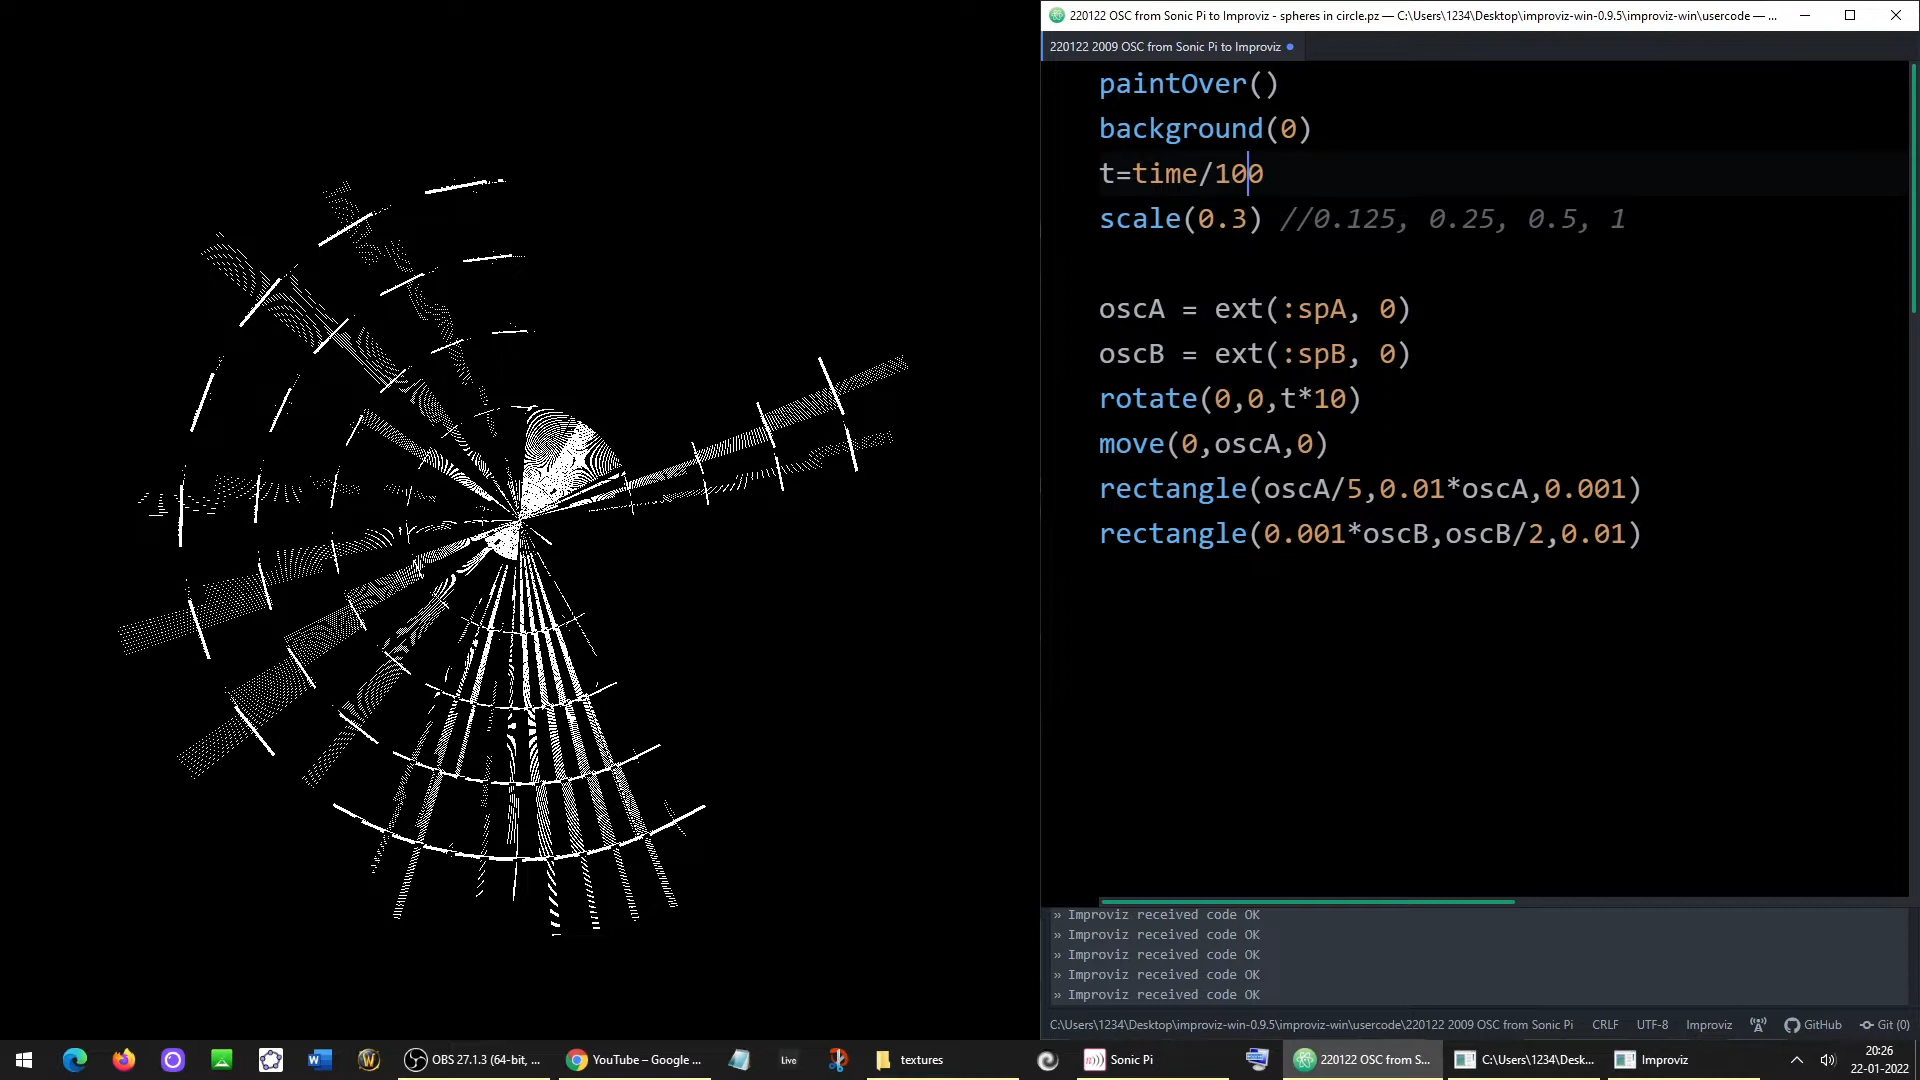 220122 OSC from Sonic Pi to Improviz - spheres in circle.pz — C:\Users\1234\Desktop\improviz-win-0.9.5\improviz-win\usercode — ...
220122 2009 OSC from Sonic Pi to Improviz
paintOver()
background(0)
t=time/100
scale(0.3) //0.125, 0.25, 0.5, 1
oscA = ext(:spA, 0)
oscB = ext(:spB, 0)
rotate(0,0,t*10)
move(0,oscA,0)
rectangle(oscA/5,0.01*oscA,0.001)
rectangle(0.001*oscB,oscB/2,0.01)
» Improviz received code OK
» Improviz received code OK
» Improviz received code OK
» Improviz received code OK
» Improviz received code OK
C:\Users\1234\Desktop\improviz-win-0.9.5\improviz-win\usercode\220122 2009 OSC from Sonic Pi CRLF UTF-8 Improviz GitHub Git (0)
OBS 27.1.3 (64-bit, ... YouTube – Google ... Live textures Sonic Pi 220122 OSC from S... C:\Users\1234\Desk... Improviz 20:26
22-01-2022